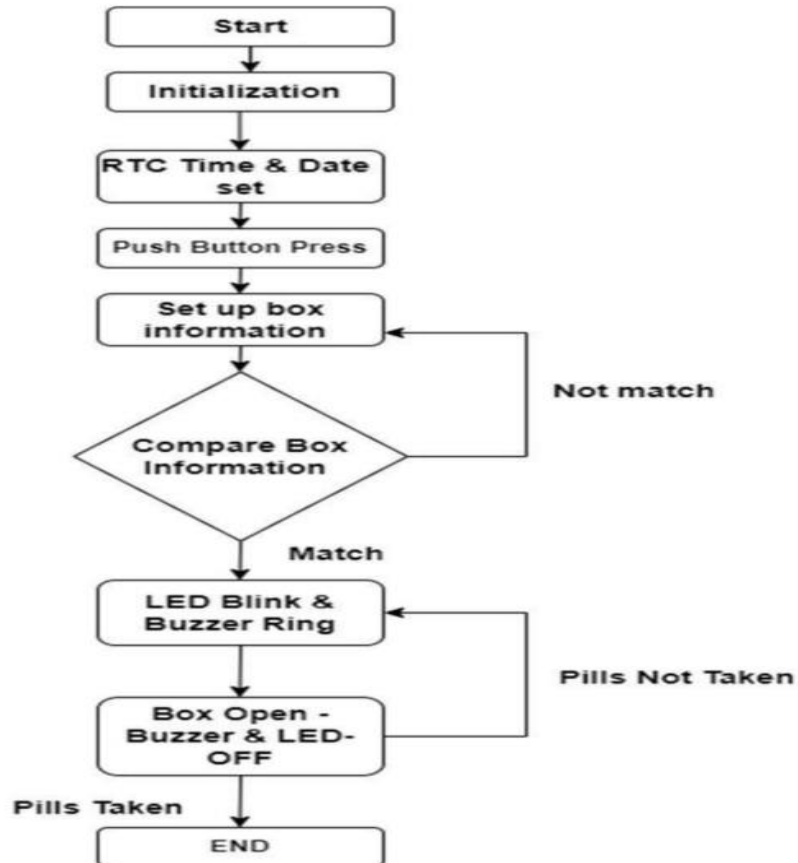 Start
Initialization
RTC Time & Date
set
Push Button Press
Set up box
information
Not match
Compare Box
Information
Match
LED Blink &
Buzzer Ring
Pills Not Taken
Box Open -
Buzzer & LED-
OFF
Pills Taken
END